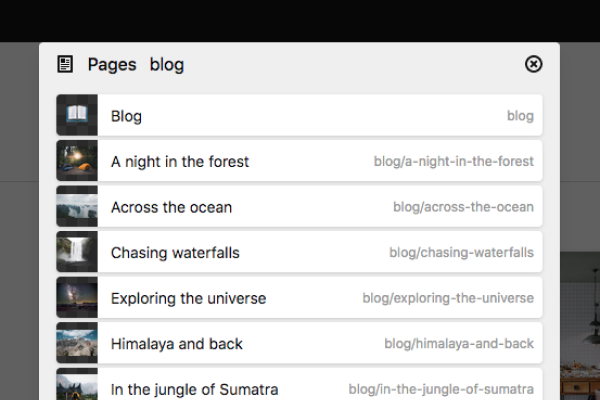 Pages blog
Blog blog
A night in the forest blog/a-night-in-the-forest
Across the ocean blog/across-the-ocean
Chasing waterfalls blog/chasing-waterfalls
Exploring the universe blog/exploring-the-universe
Himalaya and back blog/himalaya-and-back
In the jungle of Sumatra blog/in-the-jungle-of-sumatra